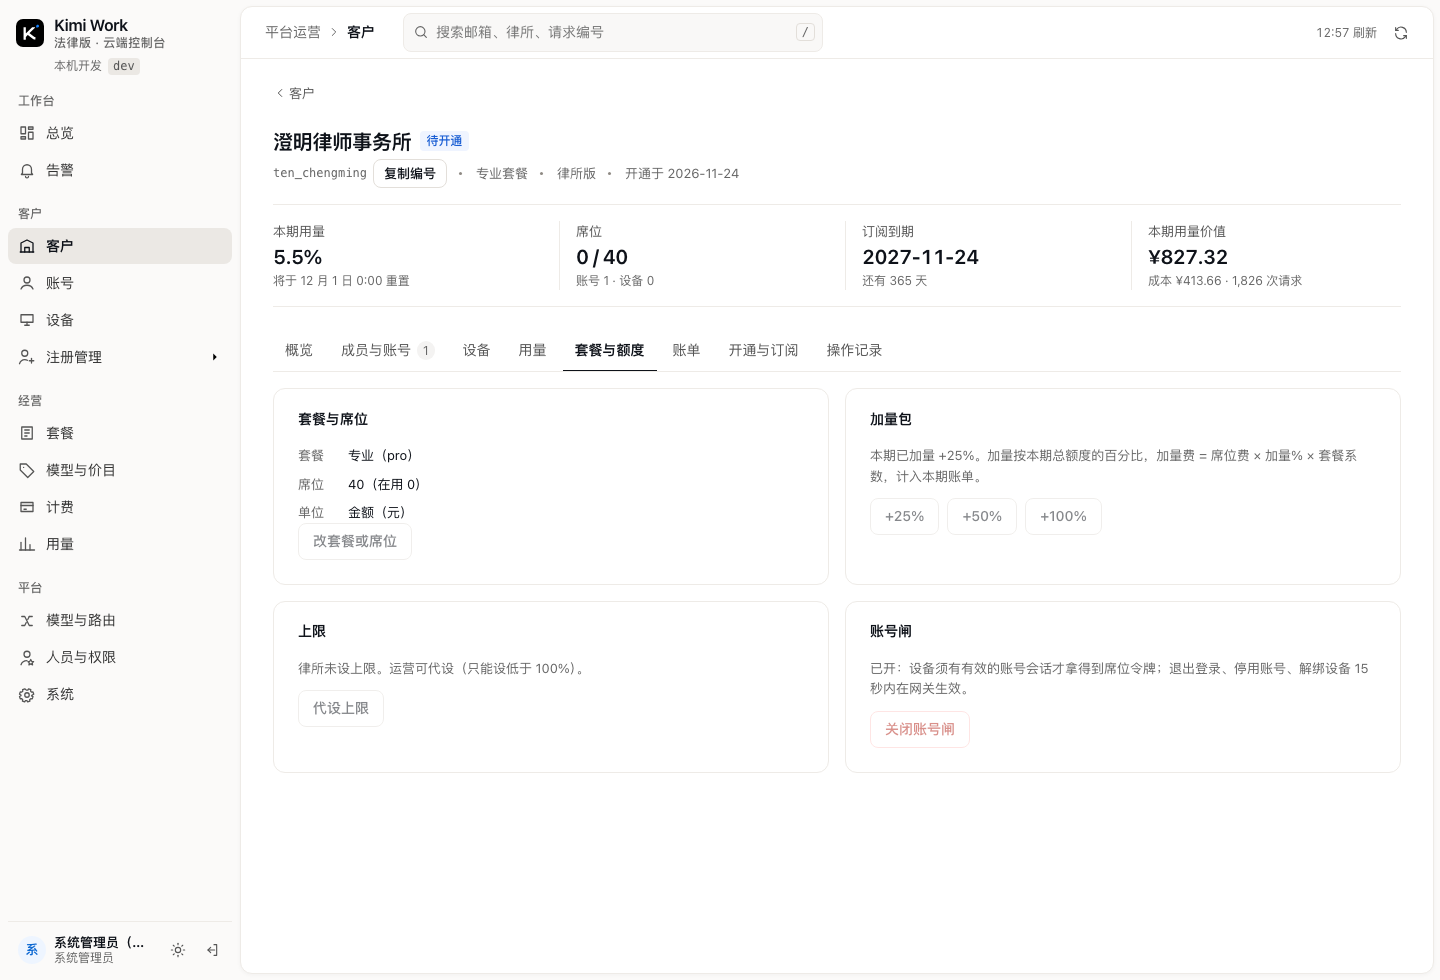 Kimi Work
法律版 · 云端控制台
本机开发 dev
工作台
总览
告警
客户
客户
账号
设备
注册管理
经营
套餐
模型与价目
计费
用量
平台
模型与路由
人员与权限
系统
系 系统管理员（...
系统管理员
平台运营 > 客户
搜索邮箱、律所、请求编号 /
12:57 刷新
< 客户
澄明律师事务所 待开通
ten_chengming 复制编号 • 专业套餐 • 律所版 • 开通于 2026-11-24
本期用量
5.5%
将于 12 月 1 日 0:00 重置
席位
0 / 40
账号 1 · 设备 0
订阅到期
2027-11-24
还有 365 天
本期用量价值
¥827.32
成本 ¥413.66 · 1,826 次请求
概览 成员与账号 1 设备 用量 套餐与额度 账单 开通与订阅 操作记录
套餐与席位
套餐 专业（pro）
席位 40（在用 0）
单位 金额（元）
改套餐或席位
加量包
本期已加量 +25%。加量按本期总额度的百分比，加量费 = 席位费 × 加量% × 套餐系
数，计入本期账单。
+25% +50% +100%
上限
律所未设上限。运营可代设（只能设低于 100%）。
代设上限
账号闸
已开：设备须有有效的账号会话才拿得到席位令牌；退出登录、停用账号、解绑设备 15
秒内在网关生效。
关闭账号闸